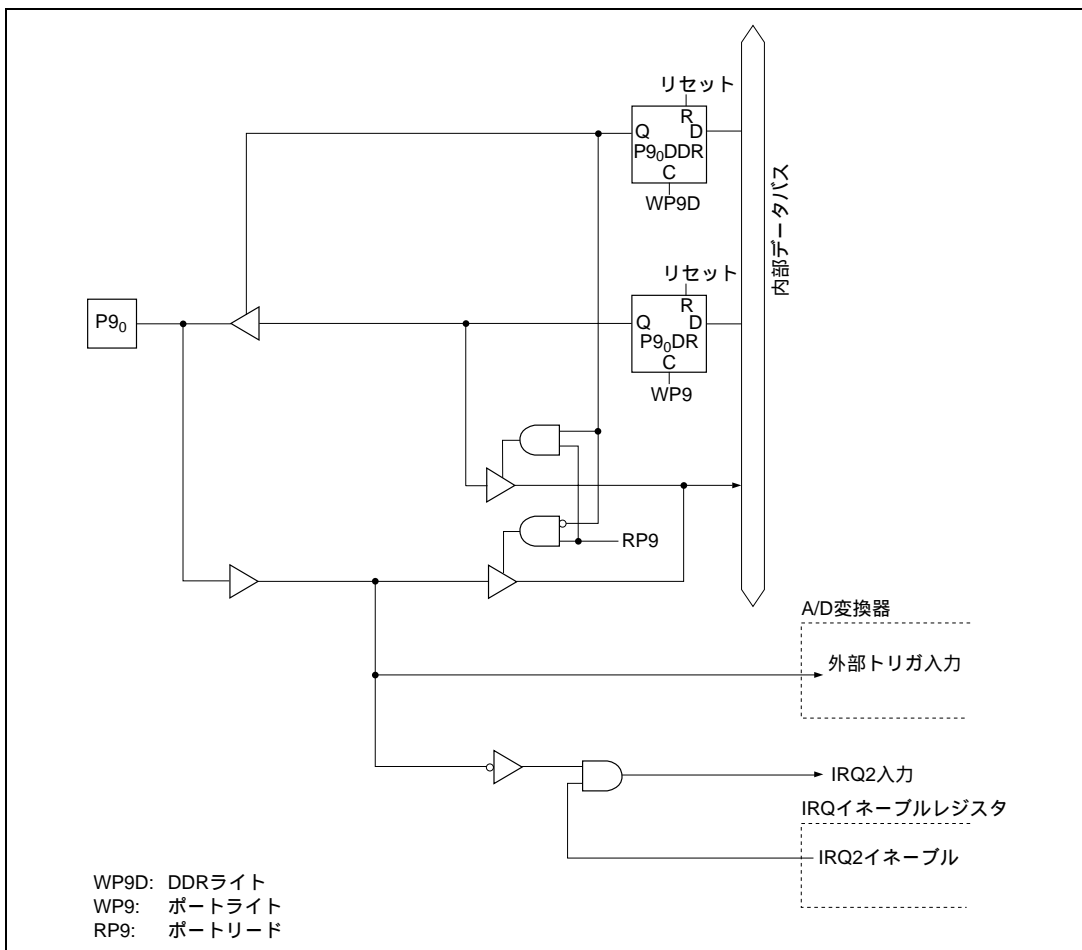 リセット
R
Q D
P9₀DDR
C
WP9D
内部データバス
リセット
R
Q D
P9₀DR
C
WP9
P9₀
RP9
A/D変換器
外部トリガ入力
IRQ2入力
IRQイネーブルレジスタ
IRQ2イネーブル
WP9D: DDRライト
WP9: ポートライト
RP9: ポートリード